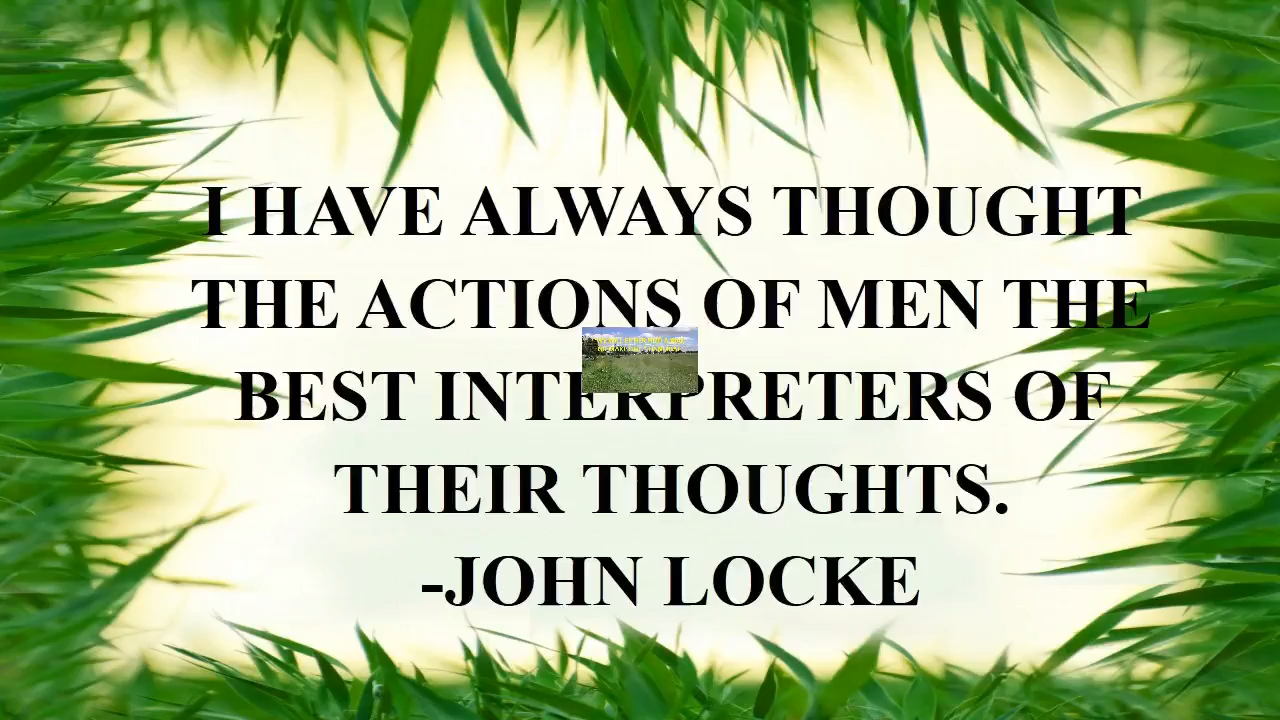 I HAVE ALWAYS THOUGHT
THE ACTIONS OF MEN THE
BEST INTERPRETERS OF
THEIR THOUGHTS.
-JOHN LOCKE